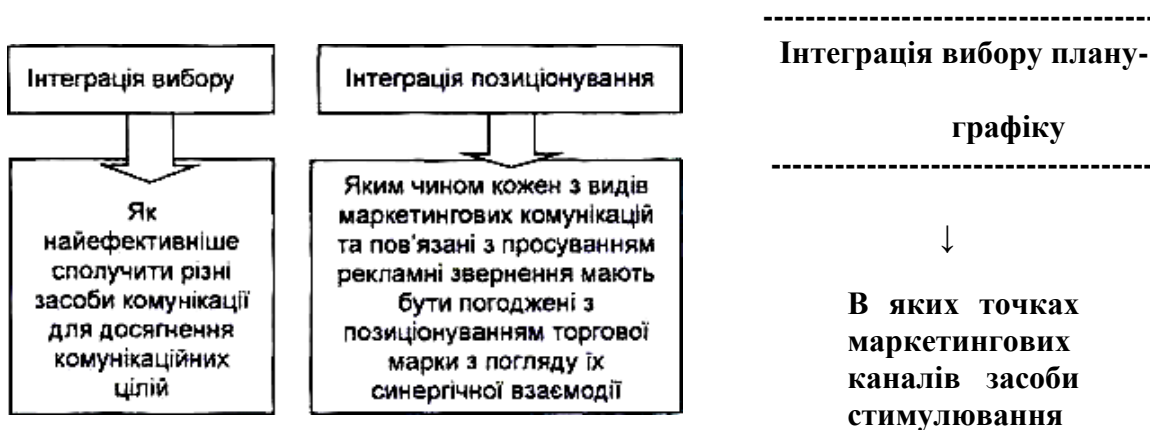 Інтеграція вибору
Як
найефективніше
сполучити різні
засоби комунікації
для досягнення
комунікаційних
цілій
Інтеграція позиціонування
Яким чином кожен з видів
маркетингових комунікацій
та пов'язані з просуванням
рекламні звернення мають
бути погоджені з
позиціонуванням торгової
марки з погляду їх
синергічної взаємодії
Інтеграція вибору плану-
графіку
↓
В яких точках
маркетингових
каналів засоби
стимулювання